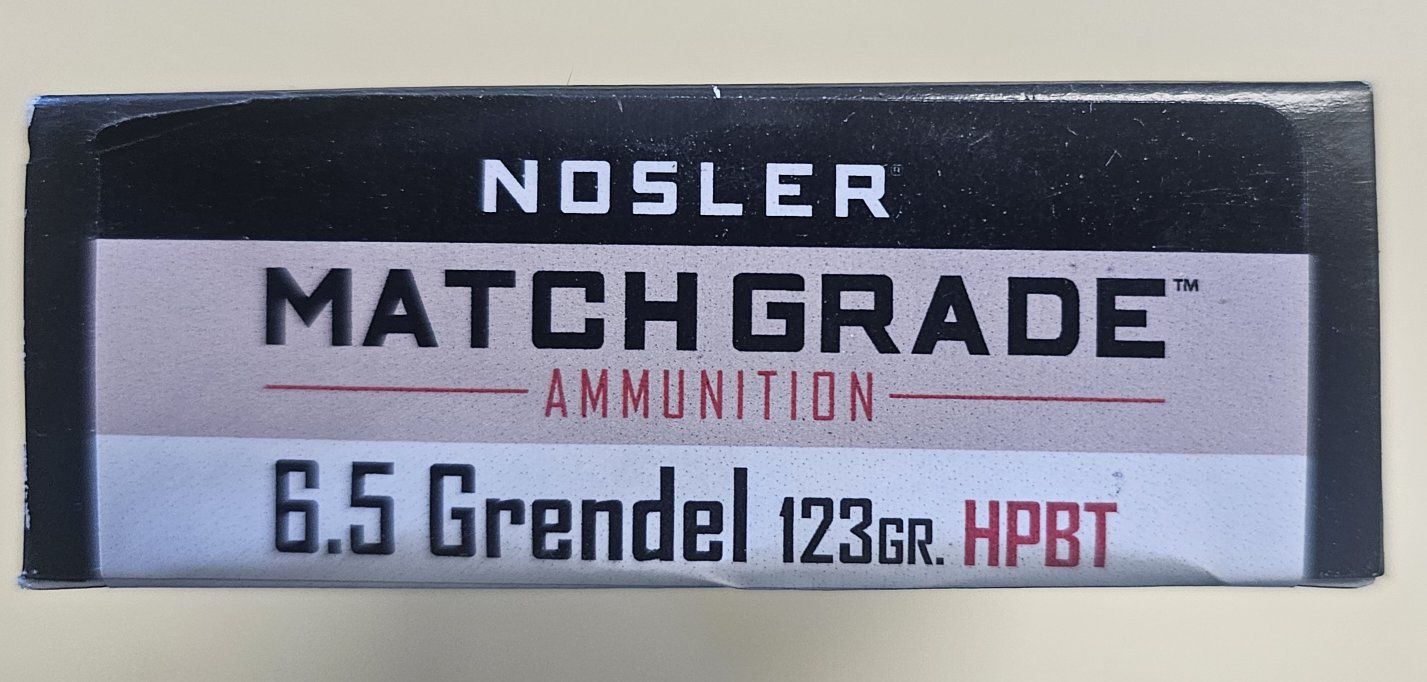 NOSLER®
MATCH GRADE™
AMMUNITION
6.5 Grendel 123GR. HPBT